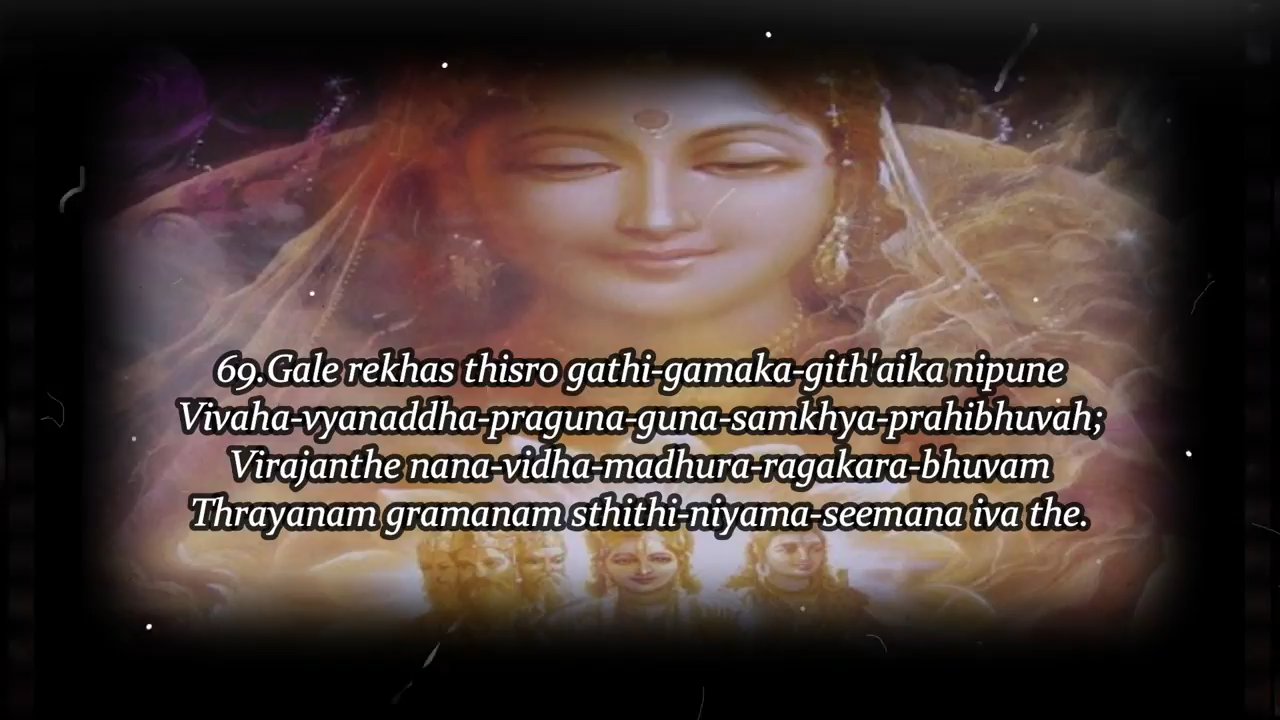 69.Gale rekhas thisro gathi-gamaka-gith'aika nipune
Vivaha-vyanaddha-praguna-guna-samkhya-prahibhuvah;
Virajanthe nana-vidha-madhura-ragakara-bhuvam
Thrayanam gramanam sthithi-niyama-seemana iva the.